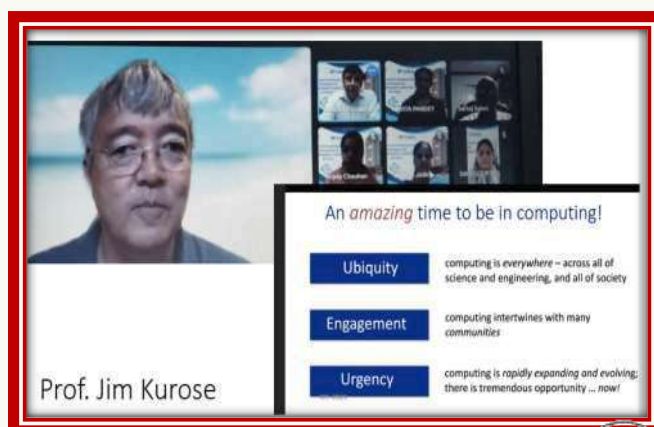 An amazing time to be in computing!
Ubiquity
computing is everywhere – across all of
science and engineering, and all of society
Engagement
computing intertwines with many
communities
Urgency
computing is rapidly expanding and evolving;
there is tremendous opportunity ... now!
Prof. Jim Kurose